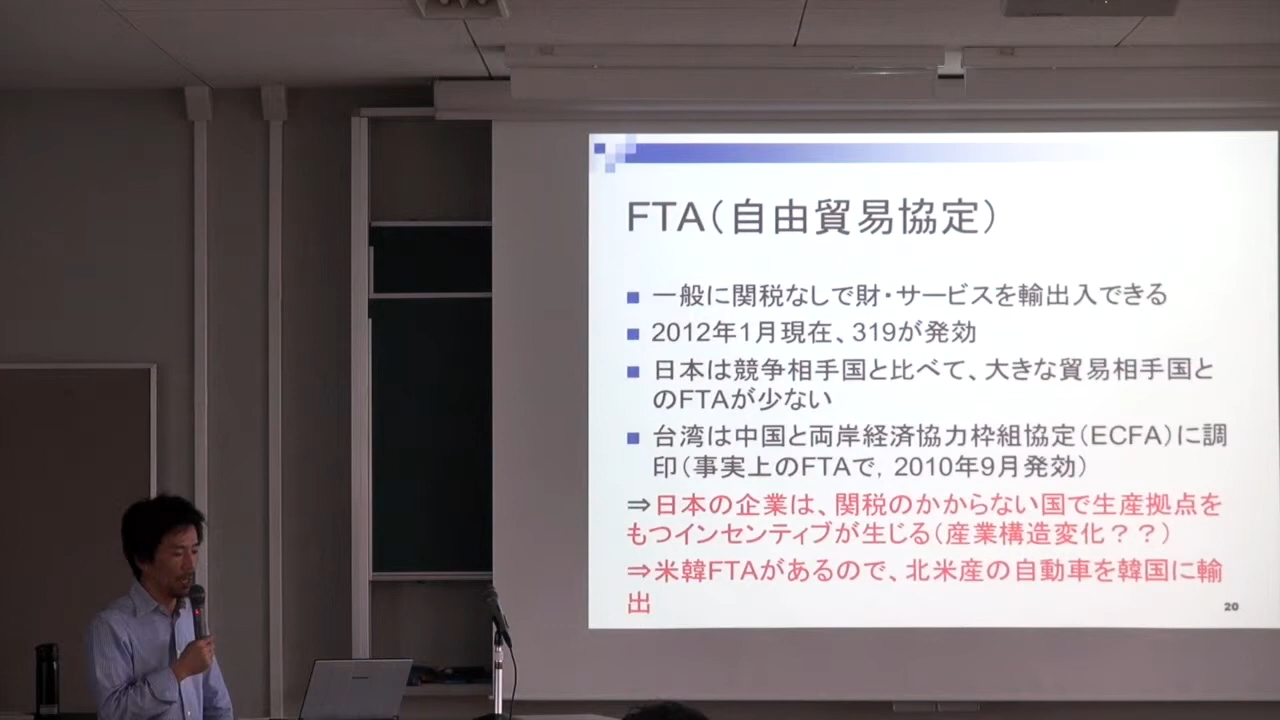 FTA（自由貿易協定）
■ 一般に関税なしで財・サービスを輸出入できる
■ 2012年1月現在、319が発効
■ 日本は競争相手国と比べて、大きな貿易相手国と
のFTAが少ない
■ 台湾は中国と両岸経済協力枠組協定（ECFA）に調
印（事実上のFTAで，2010年9月発効）
⇒日本の企業は、関税のかからない国で生産拠点を
もつインセンティブが生じる（産業構造変化？？）
⇒米韓FTAがあるので、北米産の自動車を韓国に輸
出
20